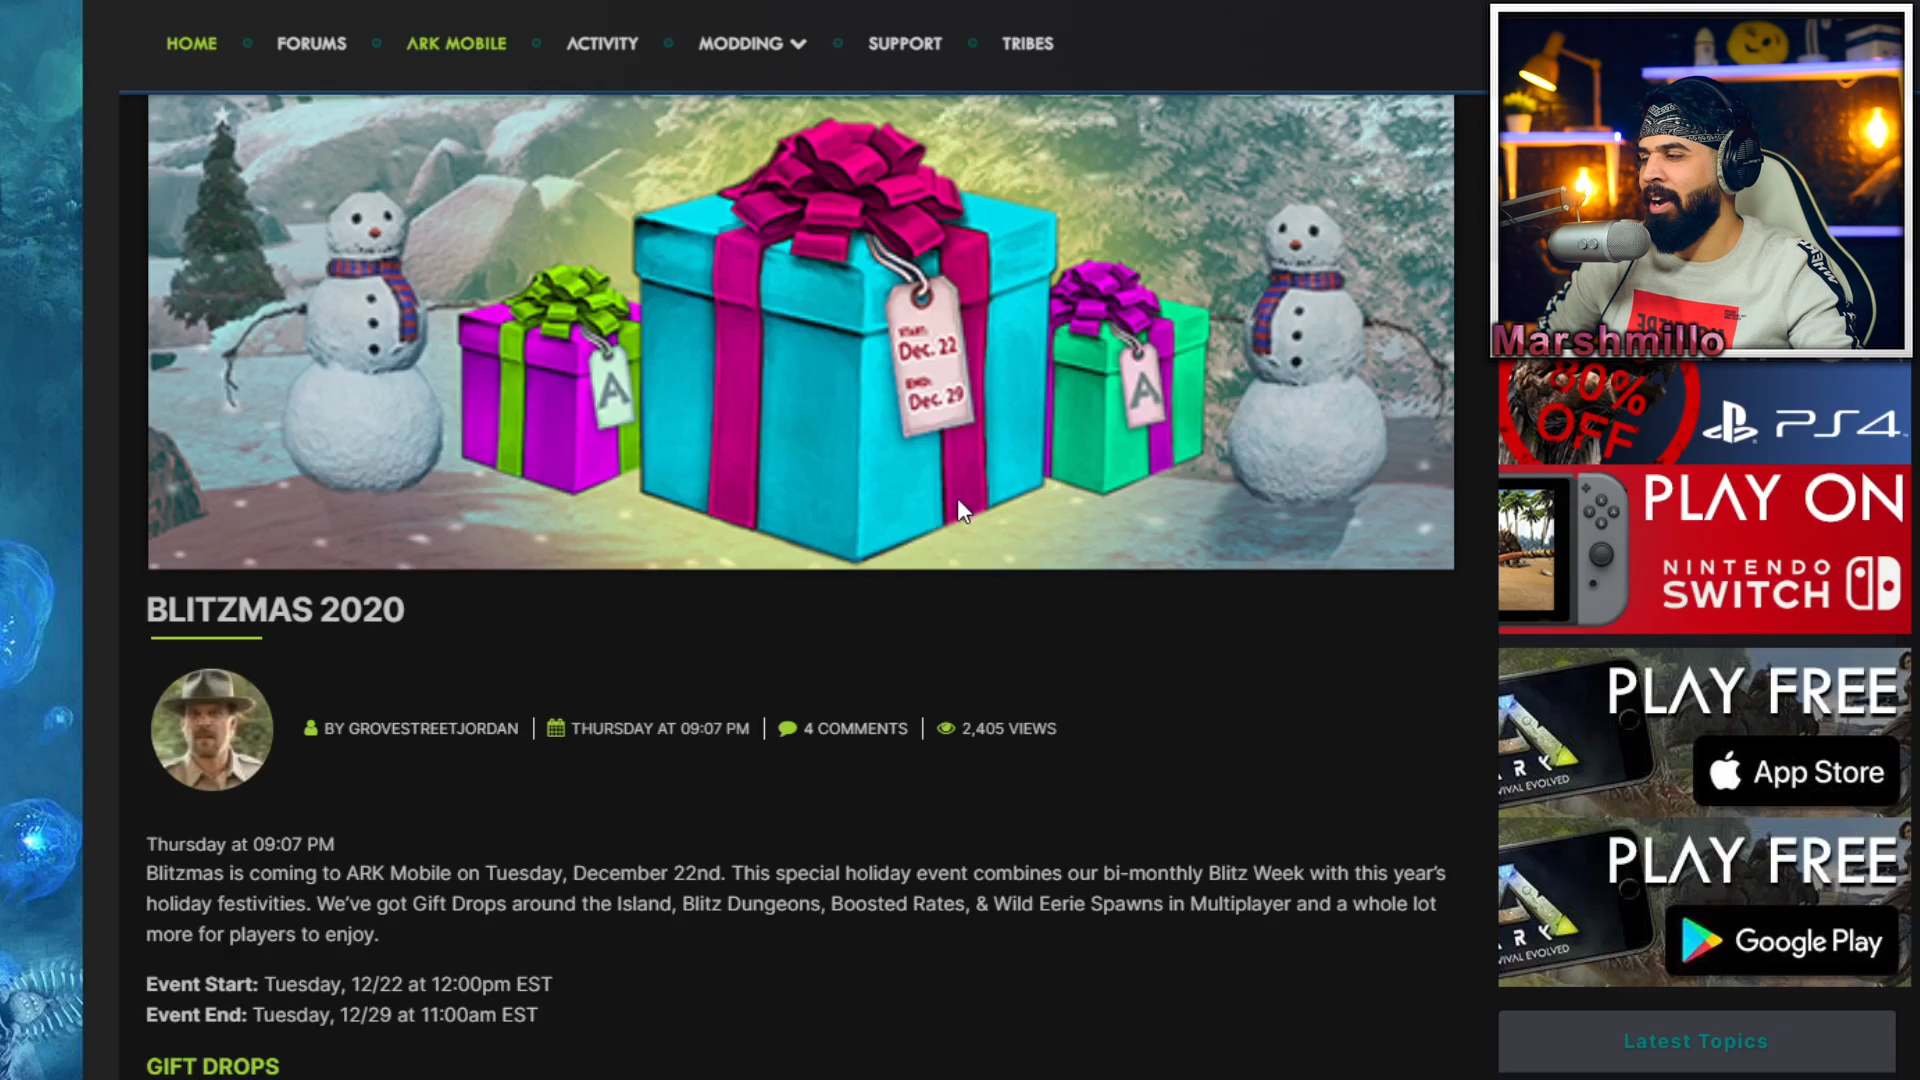 HOME FORUMS ARK MOBILE ACTIVITY MODDING SUPPORT TRIBES
START:
Dec. 22
END:
Dec. 29
A
A
Marshmillo
80%
OFF
PS4
PLAY ON
NINTENDO
SWITCH
BLITZMAS 2020
BY GROVESTREETJORDAN | THURSDAY AT 09:07 PM | 4 COMMENTS | 2,405 VIEWS
PLAY FREE
App Store
PLAY FREE
Google Play
Thursday at 09:07 PM
Blitzmas is coming to ARK Mobile on Tuesday, December 22nd. This special holiday event combines our bi-monthly Blitz Week with this year's
holiday festivities. We've got Gift Drops around the Island, Blitz Dungeons, Boosted Rates, & Wild Eerie Spawns in Multiplayer and a whole lot
more for players to enjoy.
Event Start: Tuesday, 12/22 at 12:00pm EST
Event End: Tuesday, 12/29 at 11:00am EST
GIFT DROPS
Latest Topics